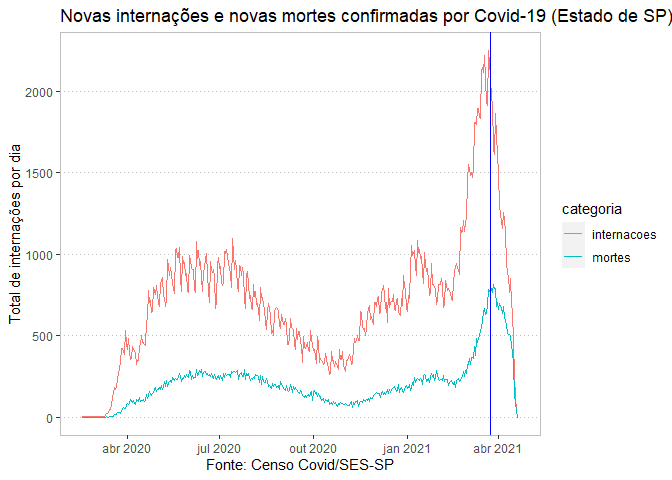 Novas internações e novas mortes confirmadas por Covid-19 (Estado de SP)
Total de internações por dia
2000
1500
1000
500
0
abr 2020
jul 2020
out 2020
jan 2021
abr 2021
Fonte: Censo Covid/SES-SP
categoria
internacoes
mortes